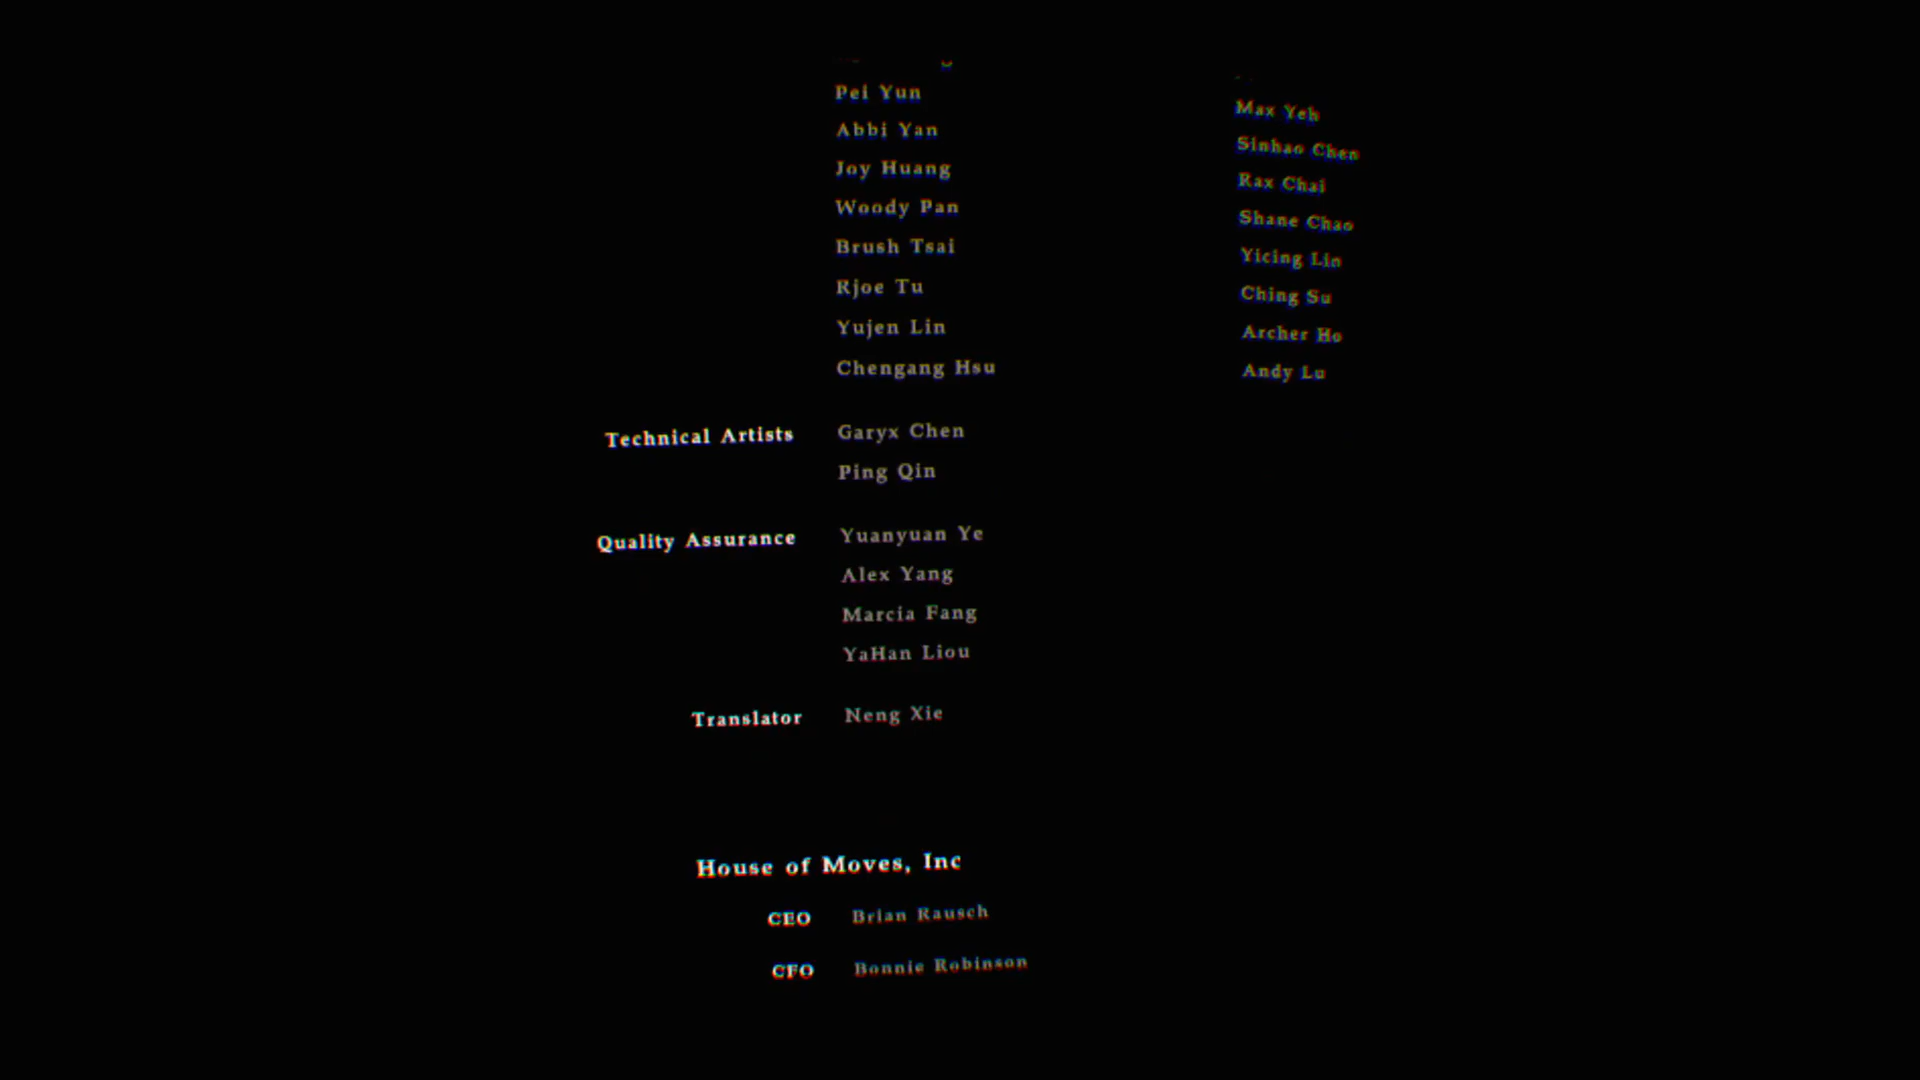 Pei Yun
Abbi Yan
Joy Huang
Woody Pan
Brush Tsai
Rjoe Tu
Yujen Lin
Chengang Hsu
Max Yeh
Sinhao Chen
Rax Chai
Shane Chao
Yicing Lin
Ching Su
Archer Ho
Andy Lu
Technical Artists Garyx Chen
Ping Qin
Quality Assurance Yuanyuan Ye
Alex Yang
Marcia Fang
YaHan Liou
Translator Neng Xie
House of Moves, Inc
CEO Brian Rausch
CFO Bonnie Robinson